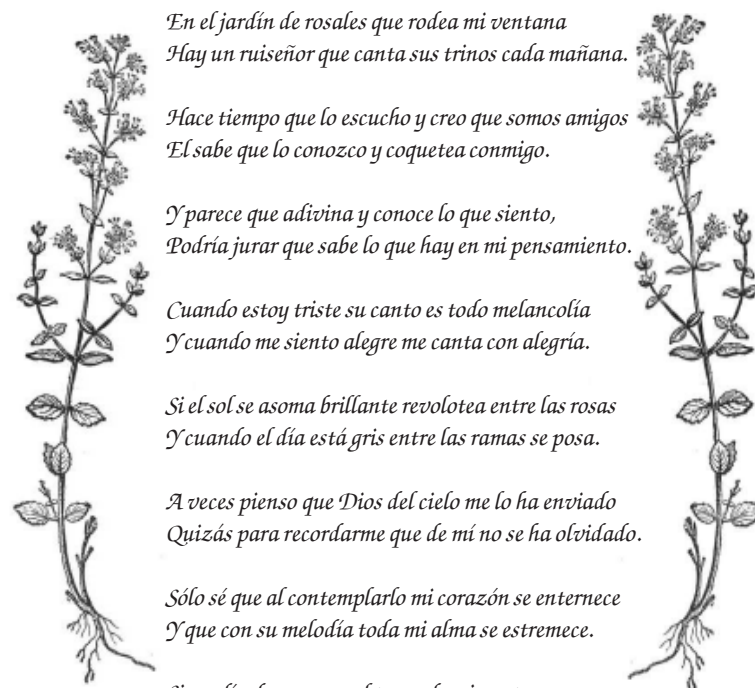 En el jardín de rosales que rodea mi ventana
Hay un ruiseñor que canta sus trinos cada mañana.
Hace tiempo que lo escucho y creo que somos amigos
El sabe que lo conozco y coquetea conmigo.
Y parece que adivina y conoce lo que siento,
Podría jurar que sabe lo que hay en mi pensamiento.
Cuando estoy triste su canto es todo melancolía
Y cuando me siento alegre me canta con alegría.
Si el sol se asoma brillante revolotea entre las rosas
Y cuando el día está gris entre las ramas se posa.
A veces pienso que Dios del cielo me lo ha enviado
Quizás para recordarme que de mí no se ha olvidado.
Sólo sé que al contemplarlo mi corazón se enternece
Y que con su melodía toda mi alma se estremece.